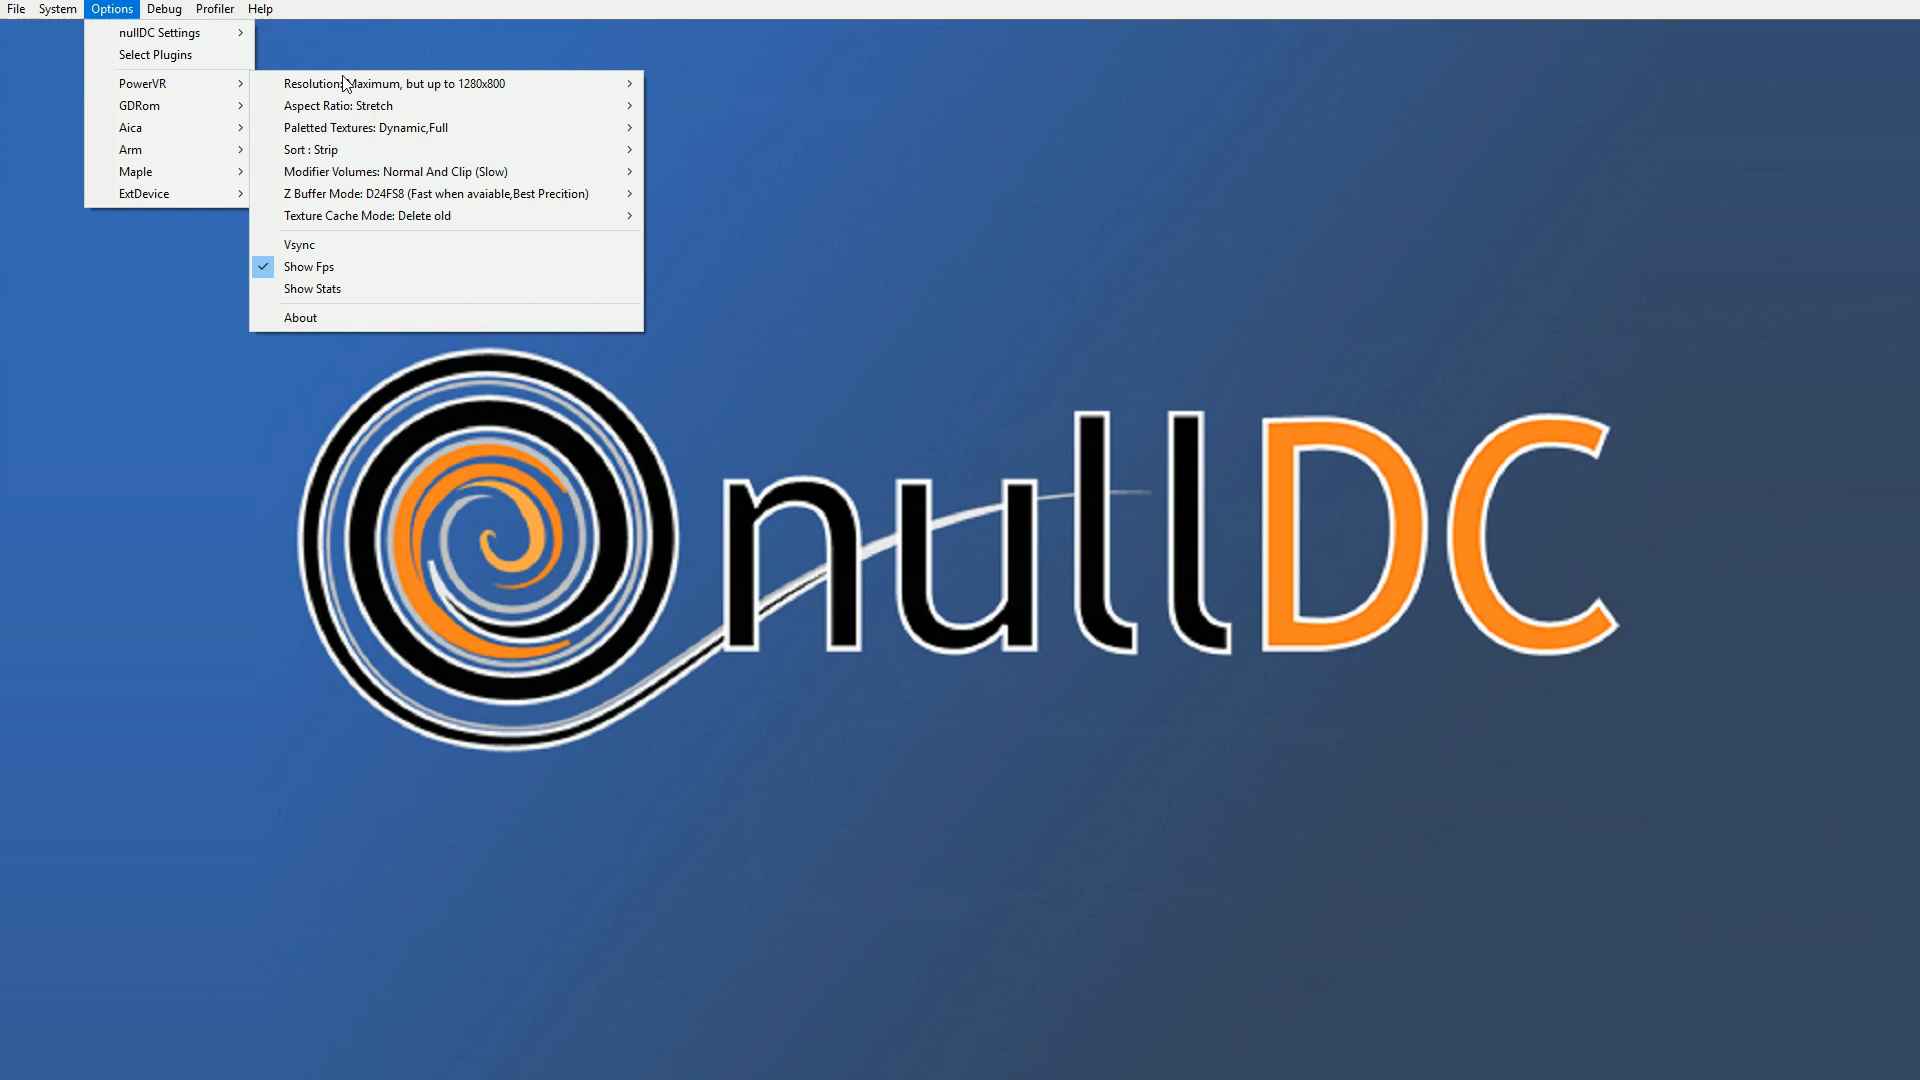 File System Options Debug Profiler Help
nullDC Settings
Select Plugins
PowerVR
GDRom
Aica
Arm
Maple
ExtDevice
Resolution: Maximum, but up to 1280x800
Aspect Ratio: Stretch
Paletted Textures: Dynamic,Full
Sort : Strip
Modifier Volumes: Normal And Clip (Slow)
Z Buffer Mode: D24FS8 (Fast when avaiable,Best Precition)
Texture Cache Mode: Delete old
Vsync
Show Fps
Show Stats
About
nullDC